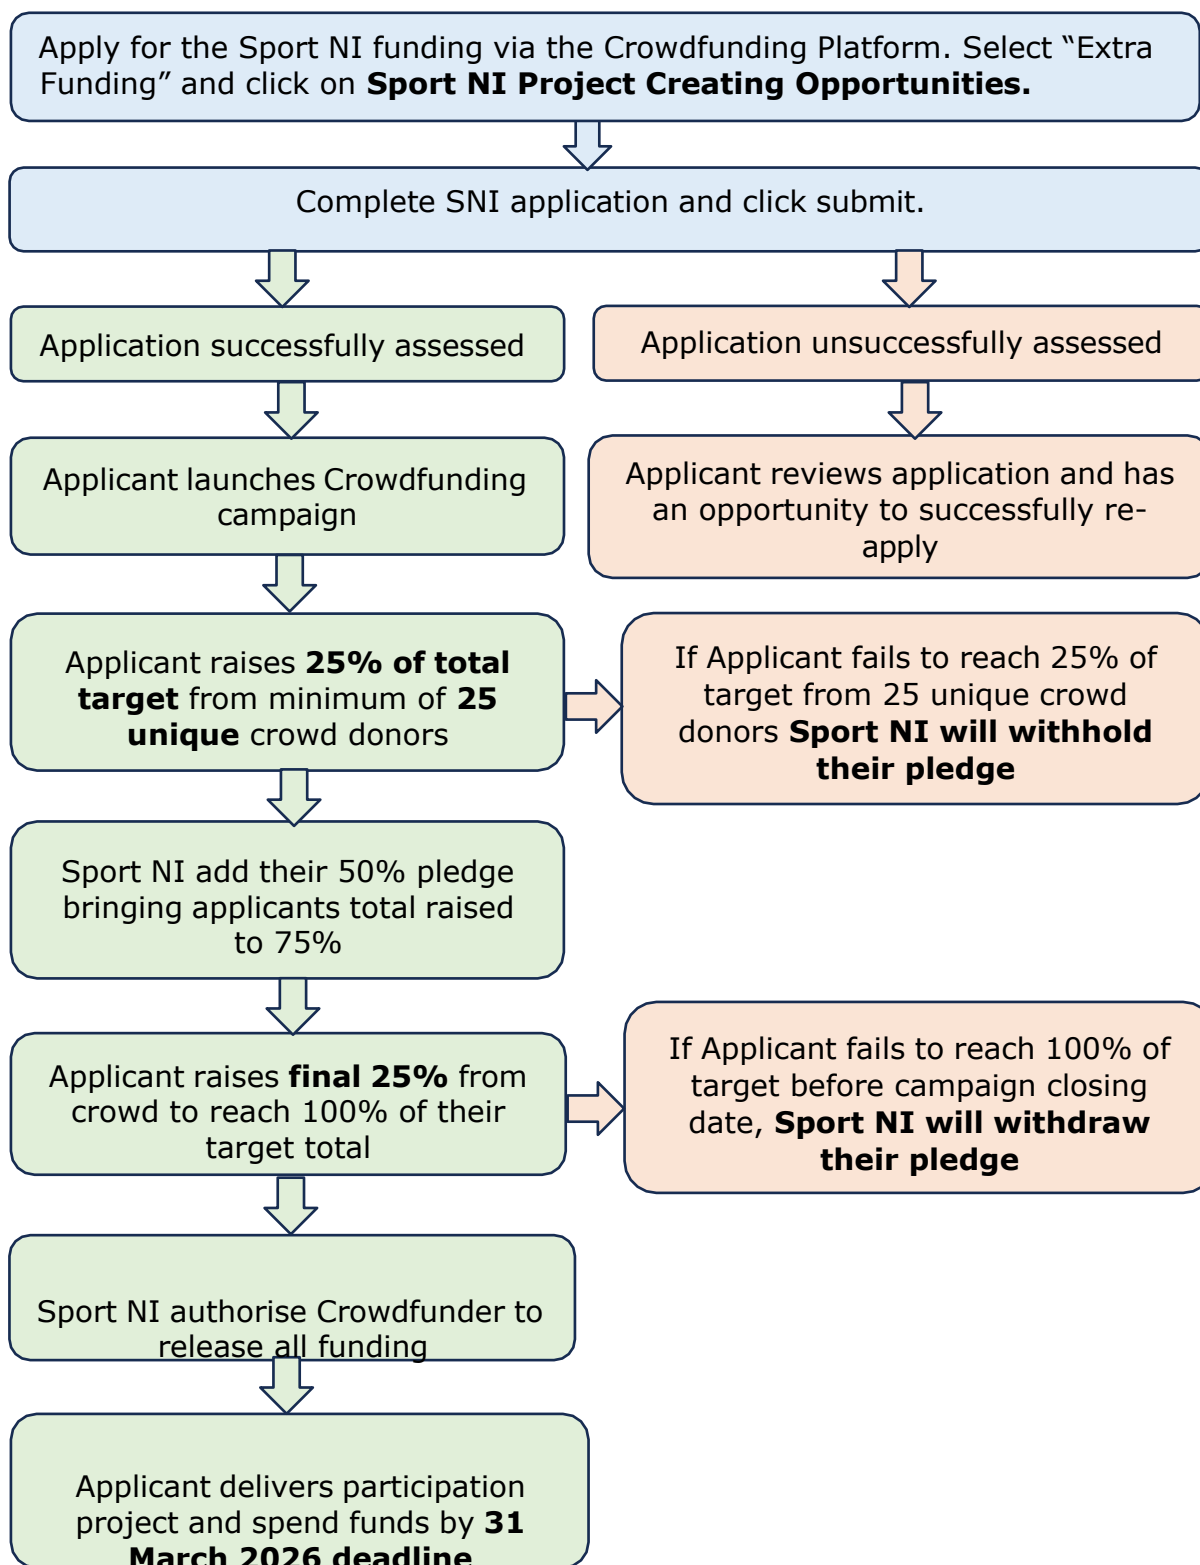 Apply for the Sport NI funding via the Crowdfunding Platform. Select “Extra
Funding” and click on Sport NI Project Creating Opportunities.
Complete SNI application and click submit.
Application successfully assessed
Application unsuccessfully assessed
Applicant launches Crowdfunding
campaign
Applicant reviews application and has
an opportunity to successfully re-
apply
Applicant raises 25% of total
target from minimum of 25
unique crowd donors
If Applicant fails to reach 25% of
target from 25 unique crowd
donors Sport NI will withhold
their pledge
Sport NI add their 50% pledge
bringing applicants total raised
to 75%
Applicant raises final 25% from
crowd to reach 100% of their
target total
If Applicant fails to reach 100% of
target before campaign closing
date, Sport NI will withdraw
their pledge
Sport NI authorise Crowdfunder to
release all funding
Applicant delivers participation
project and spend funds by 31
March 2026 deadline